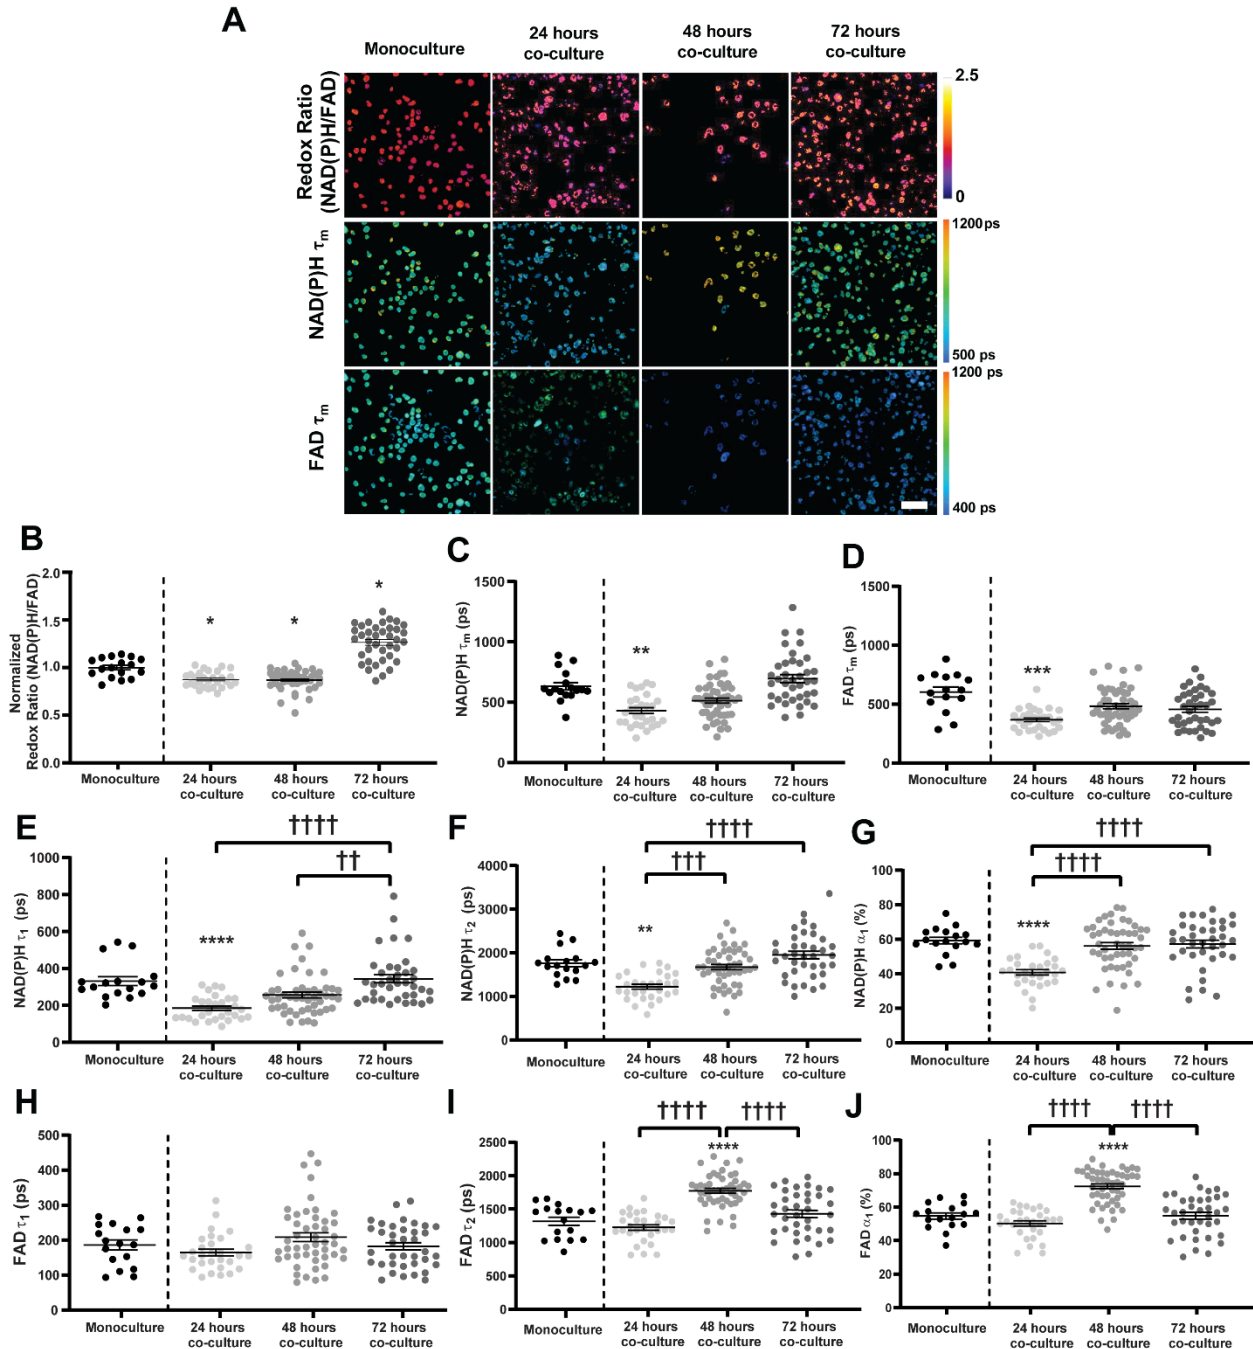 A
Monoculture
24 hours
co-culture
48 hours
co-culture
72 hours
co-culture
Redox Ratio
(NAD(P)H/FAD)
2.5
0
NAD(P)H τm
1200 ps
500 ps
FAD τm
1200 ps
400 ps
B
Normalized
Redox Ratio (NAD(P)H/FAD)
2.0
1.5
1.0
0.5
0.0
*
*
*
Monoculture
24 hours
co-culture
48 hours
co-culture
72 hours
co-culture
C
NAD(P)H τm (ps)
1500
1000
500
0
**
Monoculture
24 hours
co-culture
48 hours
co-culture
72 hours
co-culture
D
FAD τm (ps)
1500
1000
500
0
***
Monoculture
24 hours
co-culture
48 hours
co-culture
72 hours
co-culture
E
NAD(P)H τ1 (ps)
1000
800
600
400
200
0
††††
††
****
Monoculture
24 hours
co-culture
48 hours
co-culture
72 hours
co-culture
F
NAD(P)H τ2 (ps)
4000
3000
2000
1000
0
††††
†††
**
Monoculture
24 hours
co-culture
48 hours
co-culture
72 hours
co-culture
G
NAD(P)H α1 (%)
100
80
60
40
20
0
††††
††††
****
Monoculture
24 hours
co-culture
48 hours
co-culture
72 hours
co-culture
H
FAD τ1 (ps)
500
400
300
200
100
0
Monoculture
24 hours
co-culture
48 hours
co-culture
72 hours
co-culture
I
FAD τ2 (ps)
2500
2000
1500
1000
500
0
††††
††††
****
Monoculture
24 hours
co-culture
48 hours
co-culture
72 hours
co-culture
J
FAD α1 (%)
100
80
60
40
20
0
††††
††††
****
Monoculture
24 hours
co-culture
48 hours
co-culture
72 hours
co-culture